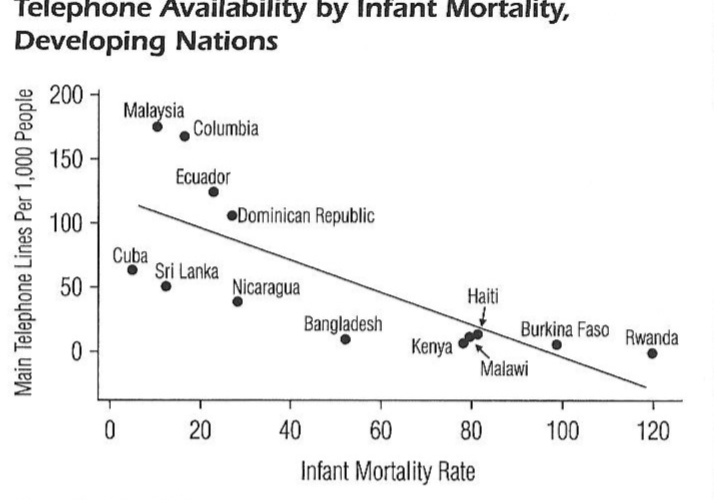 Telephone Availability by Infant Mortality,
Developing Nations
Main Telephone Lines Per 1,000 People
200
150
100
50
0
Malaysia
Columbia
Ecuador
Dominican Republic
Cuba
Sri Lanka
Nicaragua
Bangladesh
Haiti
Kenya
Malawi
Burkina Faso
Rwanda
0 20 40 60 80 100 120
Infant Mortality Rate